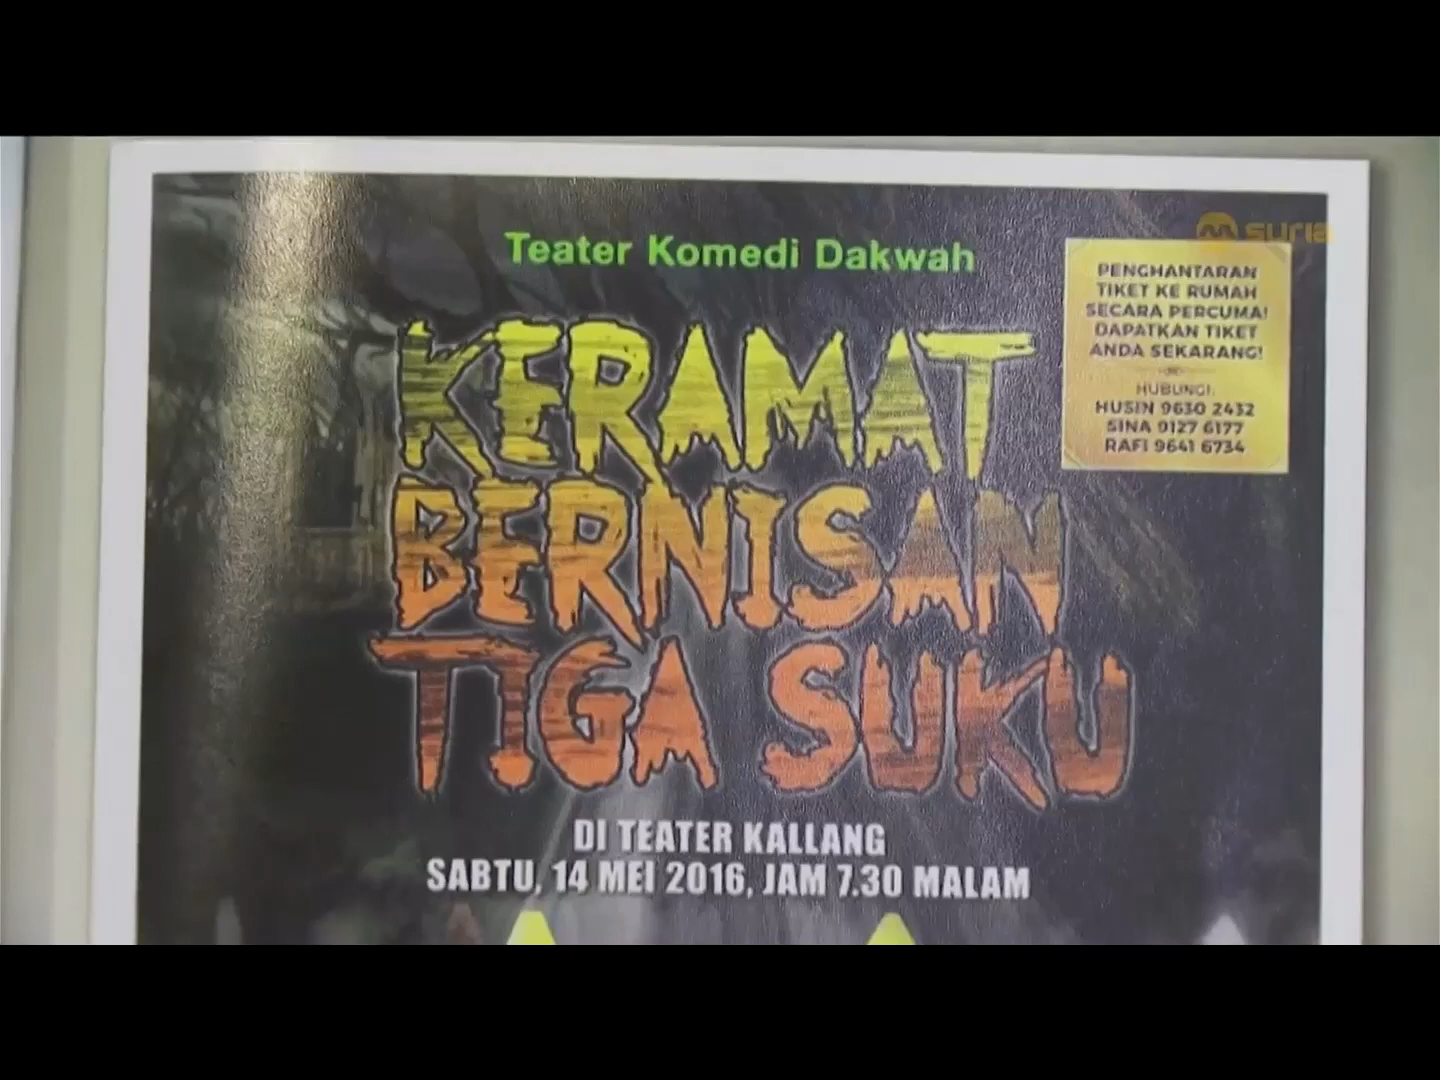 suria
Teater Komedi Dakwah
PENGHANTARAN
TIKET KE RUMAH
SECARA PERCUMA!
DAPATKAN TIKET
ANDA SEKARANG!
HUBUNGI:
HUSIN 9630 2432
SINA 9127 6177
RAFI 9641 6734
KERAMAT
BERNISAN
TIGA SUKU
DI TEATER KALLANG
SABTU, 14 MEI 2016, JAM 7.30 MALAM